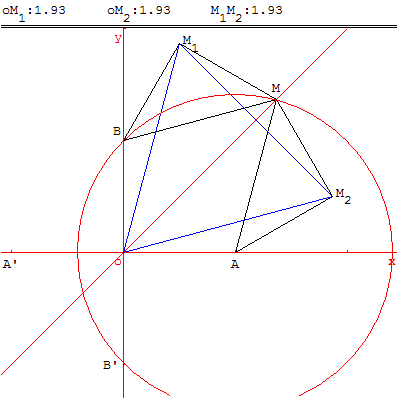 oM₁:1.93 oM₂:1.93 M₁M₂:1.93
y
M₁
M
B
M₂
A' o A x
B'